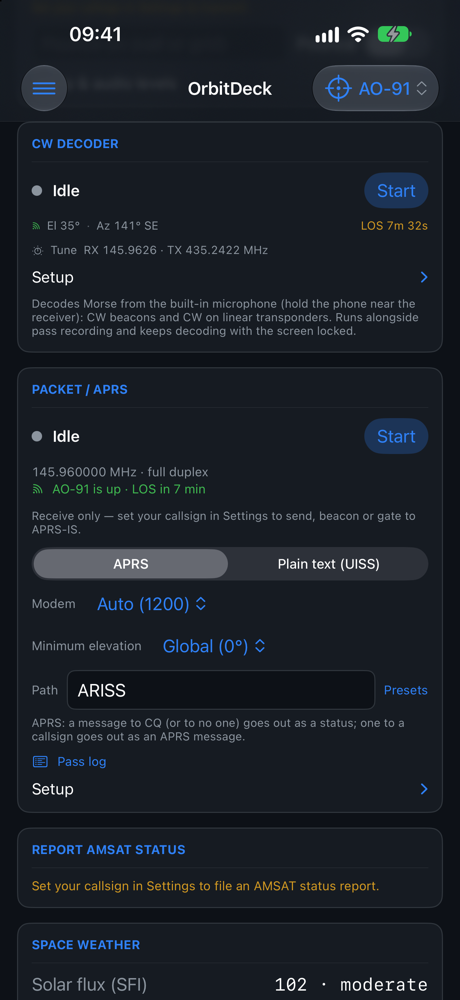 09:41
OrbitDeck
AO-91
CW DECODER
Idle
Start
El 35° · Az 141° SE
LOS 7m 32s
Tune RX 145.9626 · TX 435.2422 MHz
Setup
Decodes Morse from the built-in microphone (hold the phone near the
receiver): CW beacons and CW on linear transponders. Runs alongside
pass recording and keeps decoding with the screen locked.
PACKET / APRS
Idle
Start
145.960000 MHz · full duplex
AO-91 is up · LOS in 7 min
Receive only — set your callsign in Settings to send, beacon or gate to
APRS-IS.
APRS
Plain text (UISS)
Modem Auto (1200)
Minimum elevation Global (0°)
Path ARISS Presets
APRS: a message to CQ (or to no one) goes out as a status; one to a
callsign goes out as an APRS message.
Pass log
Setup
REPORT AMSAT STATUS
Set your callsign in Settings to file an AMSAT status report.
SPACE WEATHER
Solar flux (SFI) 102 · moderate